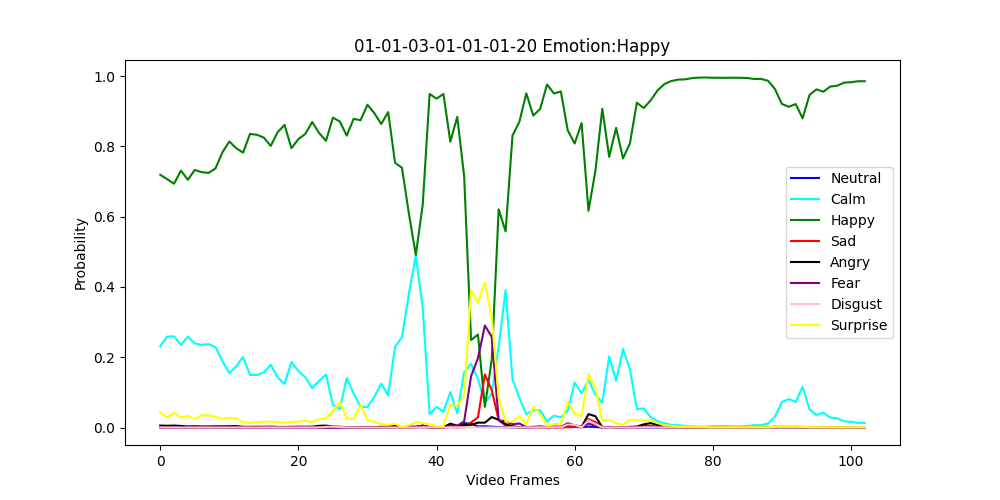 01-01-03-01-01-01-20 Emotion:Happy
Probability
1.0
0.8
0.6
0.4
0.2
0.0
0 20 40 60 80 100
Video Frames
Neutral
Calm
Happy
Sad
Angry
Fear
Disgust
Surprise